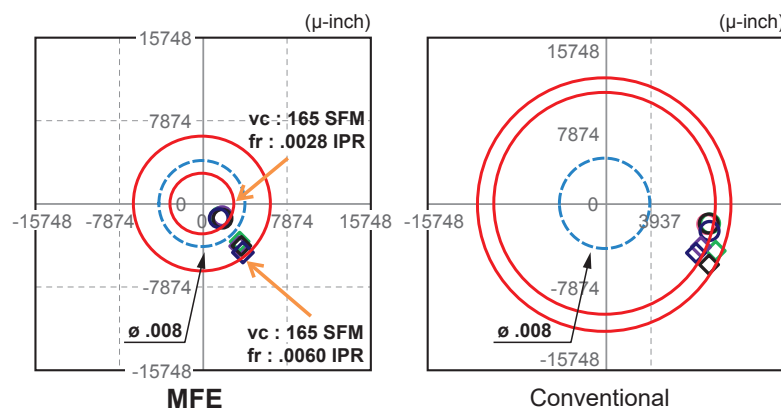 (µ-inch)
15748
7874
vc : 165 SFM
fr : .0028 IPR
0
-15748 -7874 0 7874 15748
-7874
ø .008
vc : 165 SFM
fr : .0060 IPR
-15748
MFE
(µ-inch)
15748
7874
0
-15748 3937
-7874
ø .008
-15748
Conventional